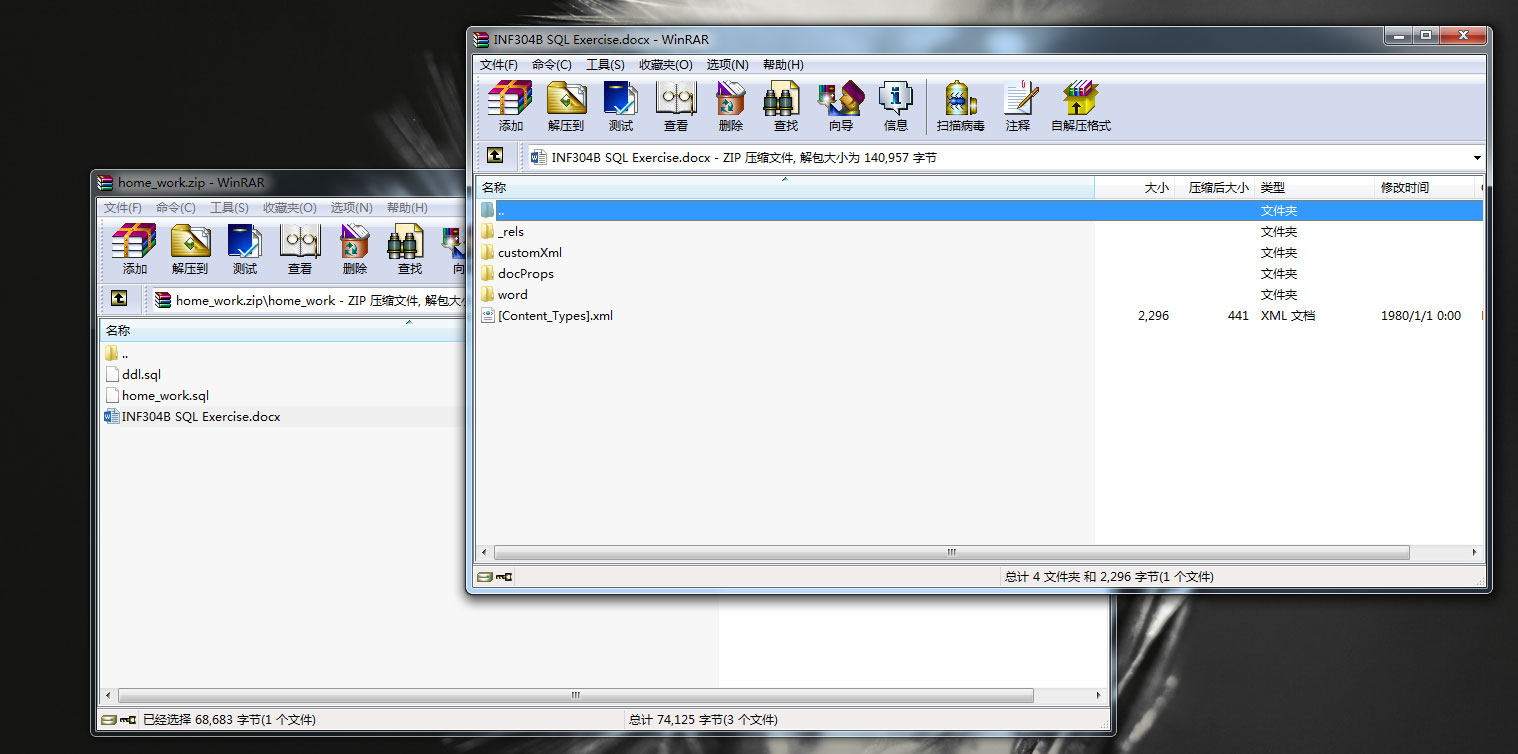 INF304B SQL Exercise.docx - WinRAR
文件(F) 命令(C) 工具(S) 收藏夹(O) 选项(N) 帮助(H)
添加 解压到 测试 查看 删除 查找 向导 信息 扫描病毒 注释 自解压格式
INF304B SQL Exercise.docx - ZIP 压缩文件, 解包大小为 140,957 字节
名称 大小 压缩后大小 类型 修改时间
.. 文件夹
_rels 文件夹
customXml 文件夹
docProps 文件夹
word 文件夹
[Content_Types].xml 2,296 441 XML 文档 1980/1/1 0:00
总计 4 文件夹 和 2,296 字节(1 个文件)
home_work.zip - WinRAR
文件(F) 命令(C) 工具(S) 收藏夹(O) 选项(N) 帮助(H)
添加 解压到 测试 查看 删除 查找 向
home_work.zip\home_work - ZIP 压缩文件, 解包大小
名称
..
ddl.sql
home_work.sql
INF304B SQL Exercise.docx
已经选择 68,683 字节(1 个文件)
总计 74,125 字节(3 个文件)